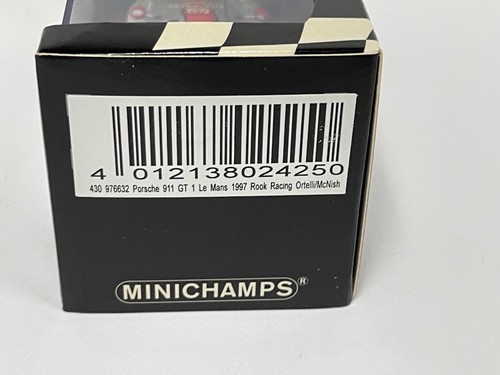 4 012138 024250
430 976632 Porsche 911 GT 1 Le Mans 1997 Rook Racing Ortelli/McNish
MINICHAMPS®